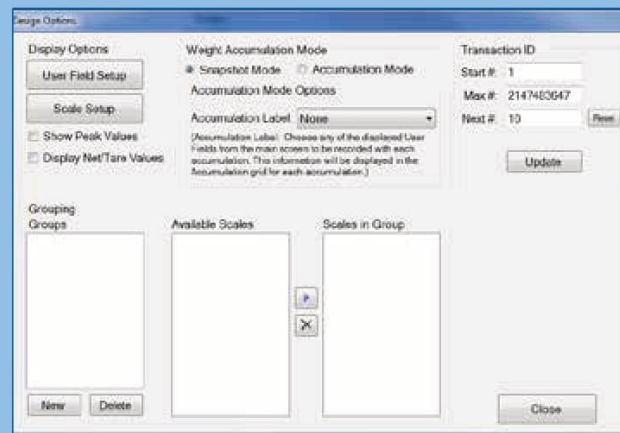 Design Options
Display Options
User Field Setup
Scale Setup
Show Peak Values
Display Net/Tare Values
Weight Accumulation Mode
Snapshot Mode
Accumulation Mode
Accumulation Mode Options
Accumulation Label: None
(Accumulation Label: Choose any of the displayed User
Fields from the main screen to be recorded with each
accumulation. This information will be displayed in the
Accumulation grid for each accumulation.)
Transaction ID
Start #: 1
Max #: 2147483647
Next #: 10
Reset
Update
Grouping
Groups
Available Scales
Scales in Group
New
Delete
Close